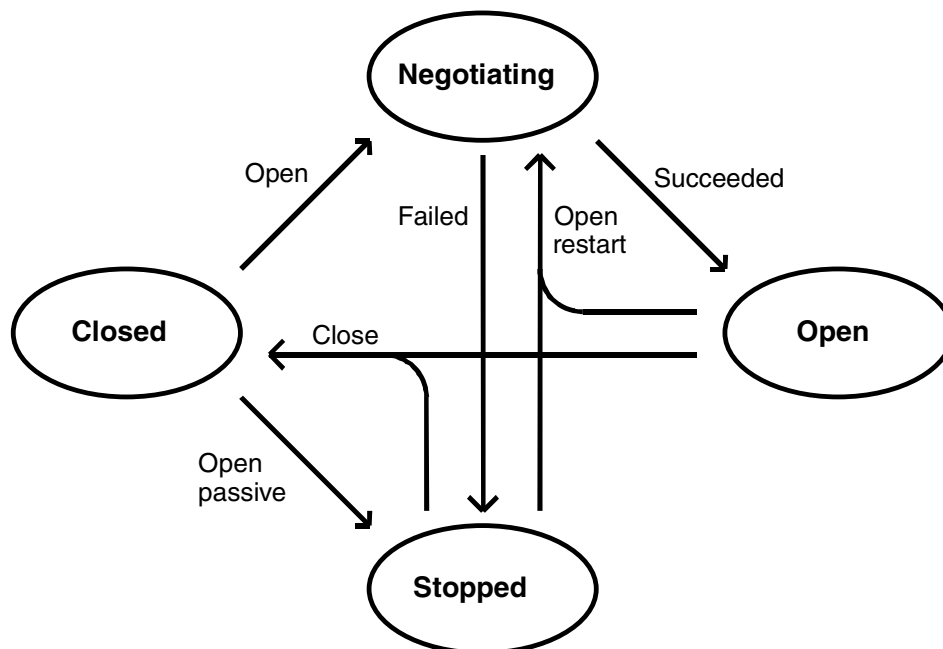 Negotiating
Open
Succeeded
Failed
Open
restart
Closed
Close
Open
Open
passive
Stopped